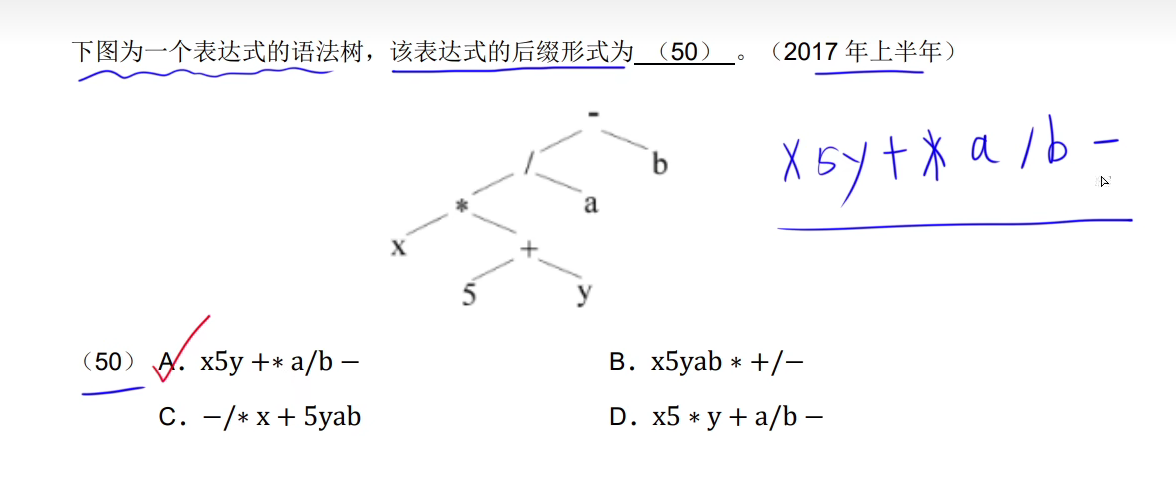 下图为一个表达式的语法树，该表达式的后缀形式为 （50） 。（2017 年上半年）
-
/ b
* a
x +
5 y
x5y+*a/b-
（50） A. x5y +* a/b −
B. x5yab * +/−
C. −/* x + 5yab
D. x5 * y + a/b −